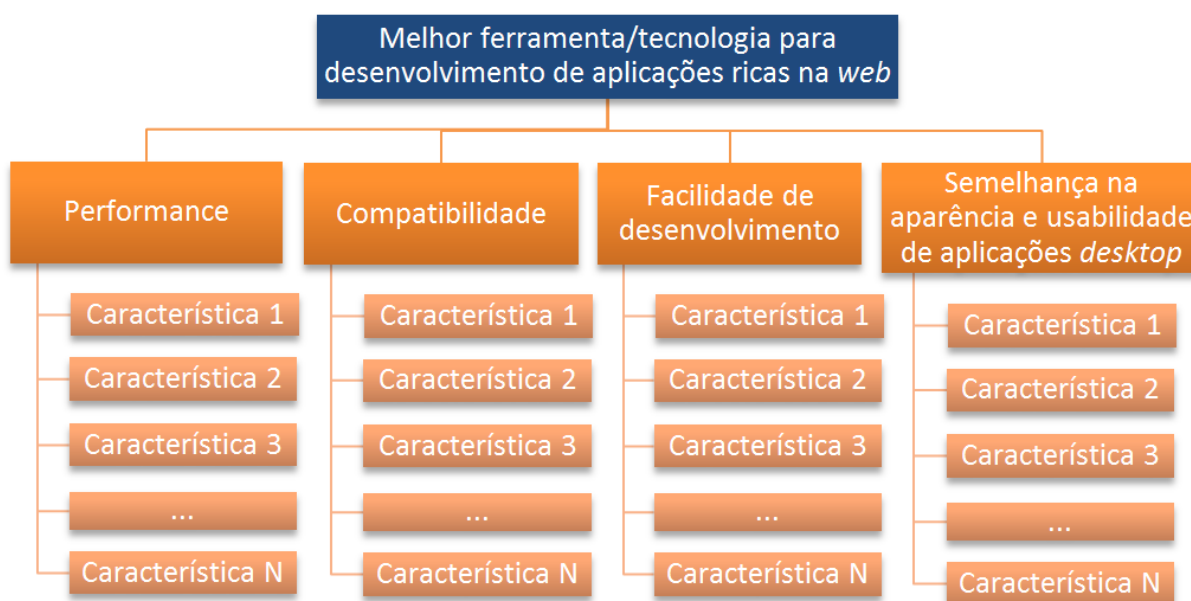 Melhor ferramenta/tecnologia para
desenvolvimento de aplicações ricas na web
Performance
Característica 1
Característica 2
Característica 3
...
Característica N
Compatibilidade
Característica 1
Característica 2
Característica 3
...
Característica N
Facilidade de
desenvolvimento
Característica 1
Característica 2
Característica 3
...
Característica N
Semelhança na
aparência e usabilidade
de aplicações desktop
Característica 1
Característica 2
Característica 3
...
Característica N